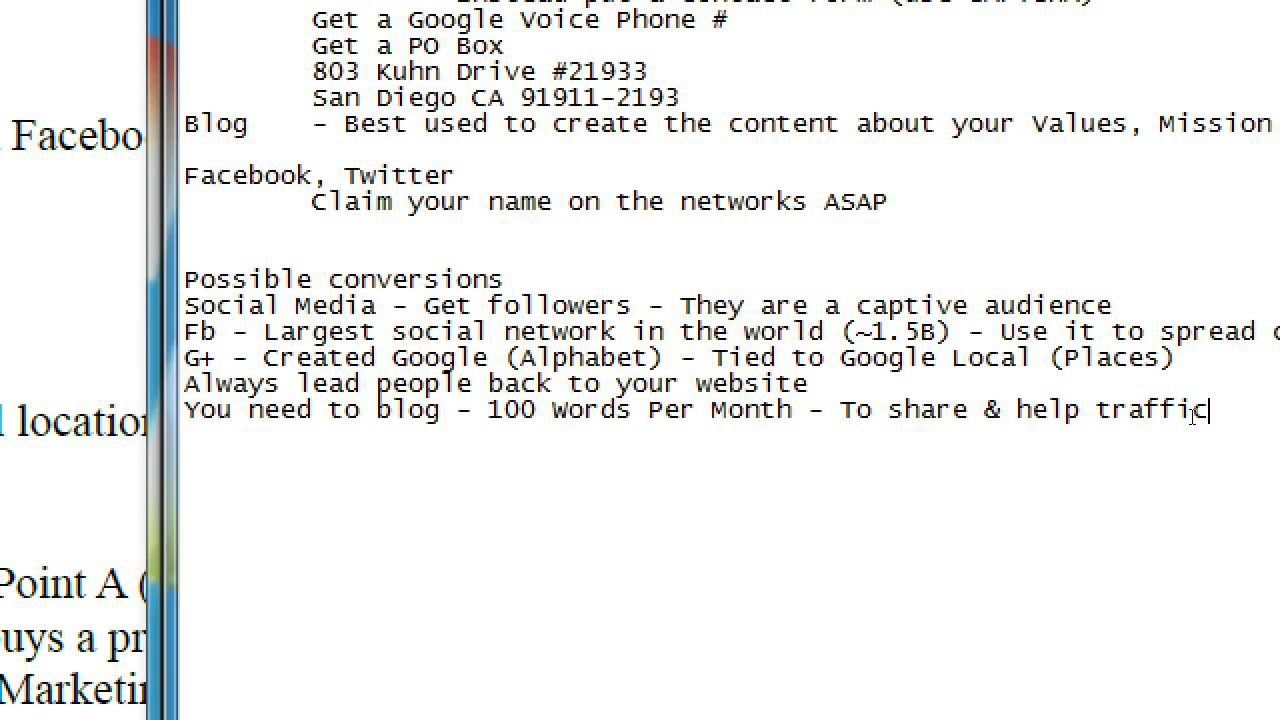 Get a Google Voice Phone #
Get a PO Box
803 Kuhn Drive #21933
San Diego CA 91911-2193
Blog - Best used to create the content about your Values, Mission
Facebook, Twitter
Claim your name on the networks ASAP
Possible conversions
Social Media - Get followers - They are a captive audience
Fb - Largest social network in the world (~1.5B) - Use it to spread
G+ - Created Google (Alphabet) - Tied to Google Local (Places)
Always lead people back to your website
You need to blog - 100 Words Per Month - To share & help traffic
Facebo
location
Point A (
uys a pr
Marketin